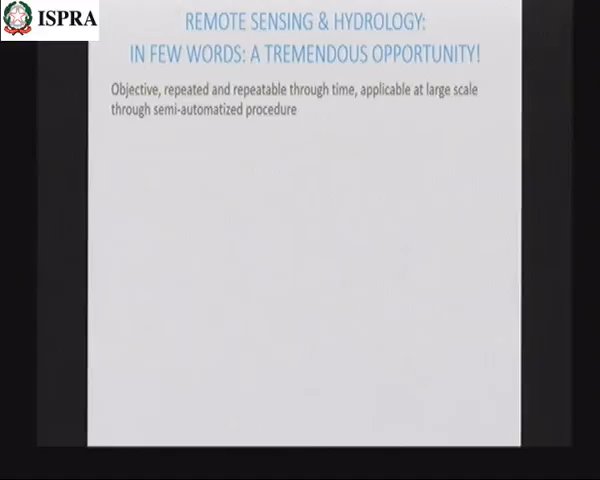 ISPRA
REMOTE SENSING & HYDROLOGY:
IN FEW WORDS: A TREMENDOUS OPPORTUNITY!
Objective, repeated and repeatable through time, applicable at large scale
through semi-automatized procedure